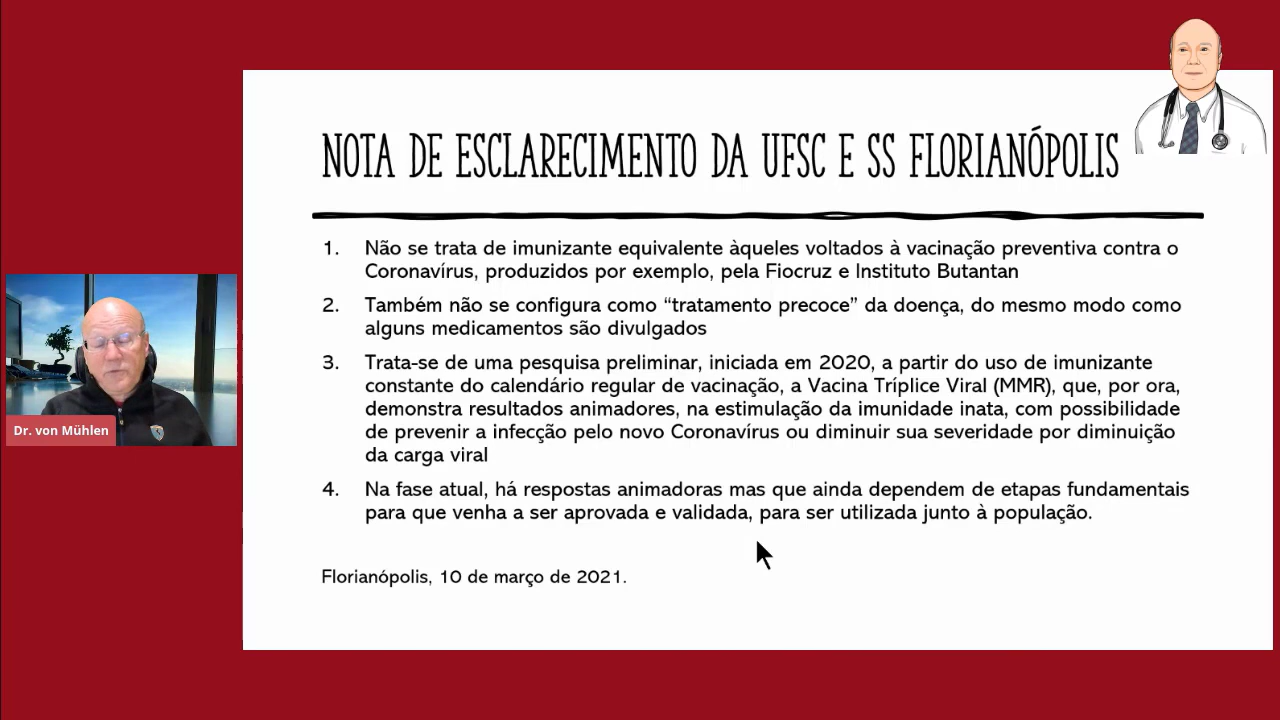 NOTA DE ESCLARECIMENTO DA UFSC E SS FLORIANÓPOLIS
1. Não se trata de imunizante equivalente àqueles voltados à vacinação preventiva contra o
Coronavírus, produzidos por exemplo, pela Fiocruz e Instituto Butantan
2. Também não se configura como “tratamento precoce” da doença, do mesmo modo como
alguns medicamentos são divulgados
3. Trata-se de uma pesquisa preliminar, iniciada em 2020, a partir do uso de imunizante
constante do calendário regular de vacinação, a Vacina Tríplice Viral (MMR), que, por ora,
demonstra resultados animadores, na estimulação da imunidade inata, com possibilidade
de prevenir a infecção pelo novo Coronavírus ou diminuir sua severidade por diminuição
da carga viral
4. Na fase atual, há respostas animadoras mas que ainda dependem de etapas fundamentais
para que venha a ser aprovada e validada, para ser utilizada junto à população.
Florianópolis, 10 de março de 2021.
Dr. von Mühlen